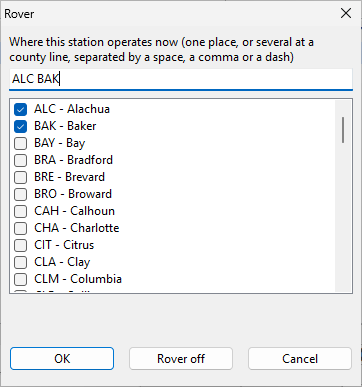 Rover
Where this station operates now (one place, or several at a
county line, separated by a space, a comma or a dash)
ALC BAK
ALC - Alachua
BAK - Baker
BAY - Bay
BRA - Bradford
BRE - Brevard
BRO - Broward
CAH - Calhoun
CHA - Charlotte
CIT - Citrus
CLA - Clay
CLM - Columbia
OK
Rover off
Cancel